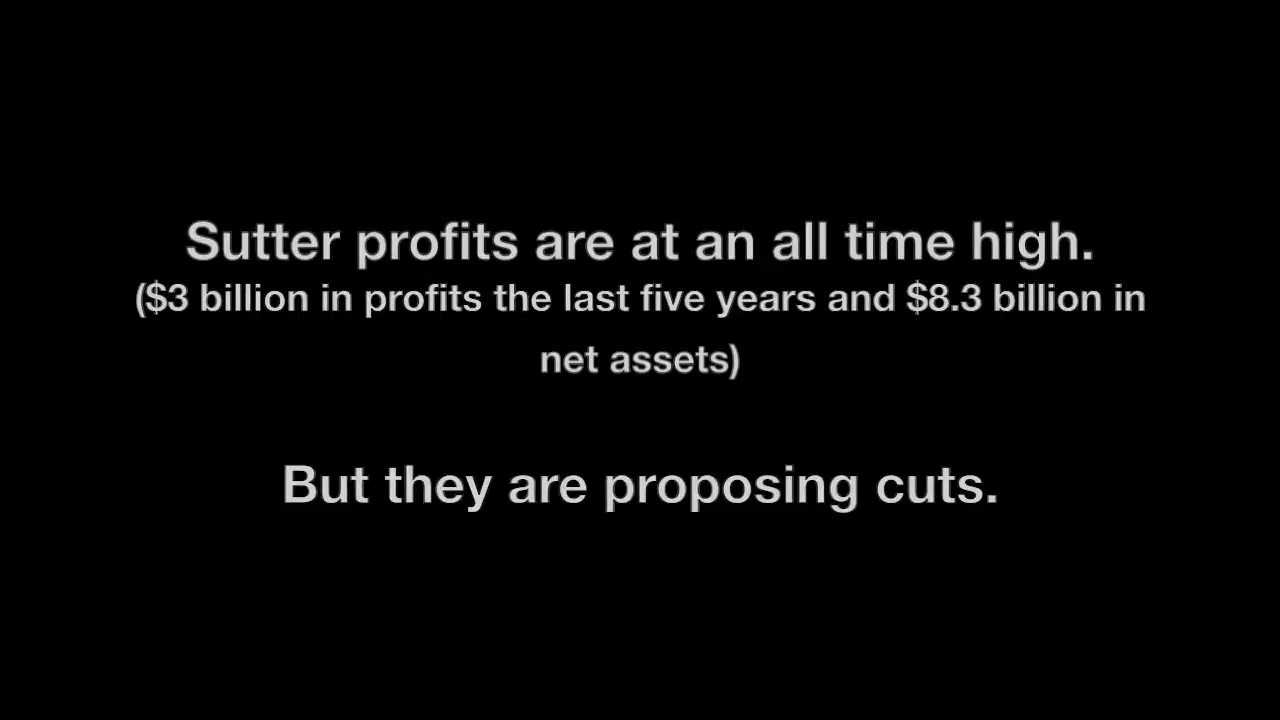 Sutter profits are at an all time high.
($3 billion in profits the last five years and $8.3 billion in
net assets)
But they are proposing cuts.